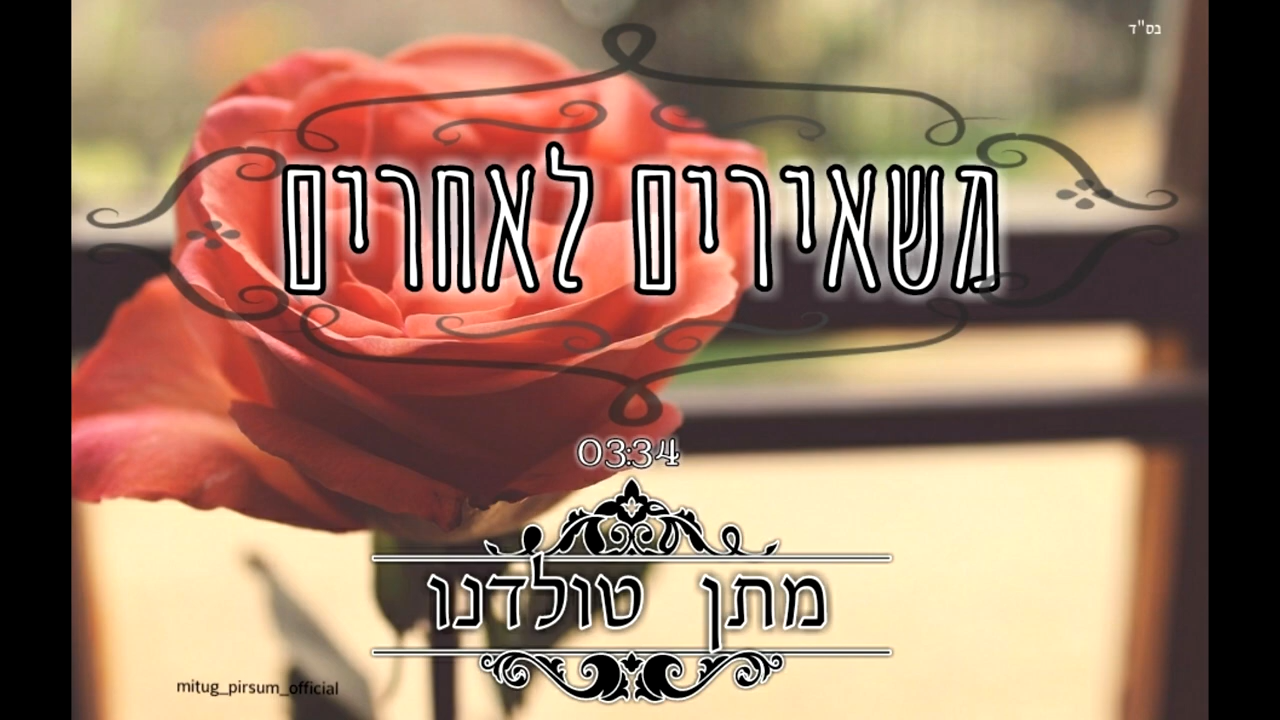 בס"ד
משאירים לאחרים
03:34
מתן טולדנו
mitug_pirsum_official